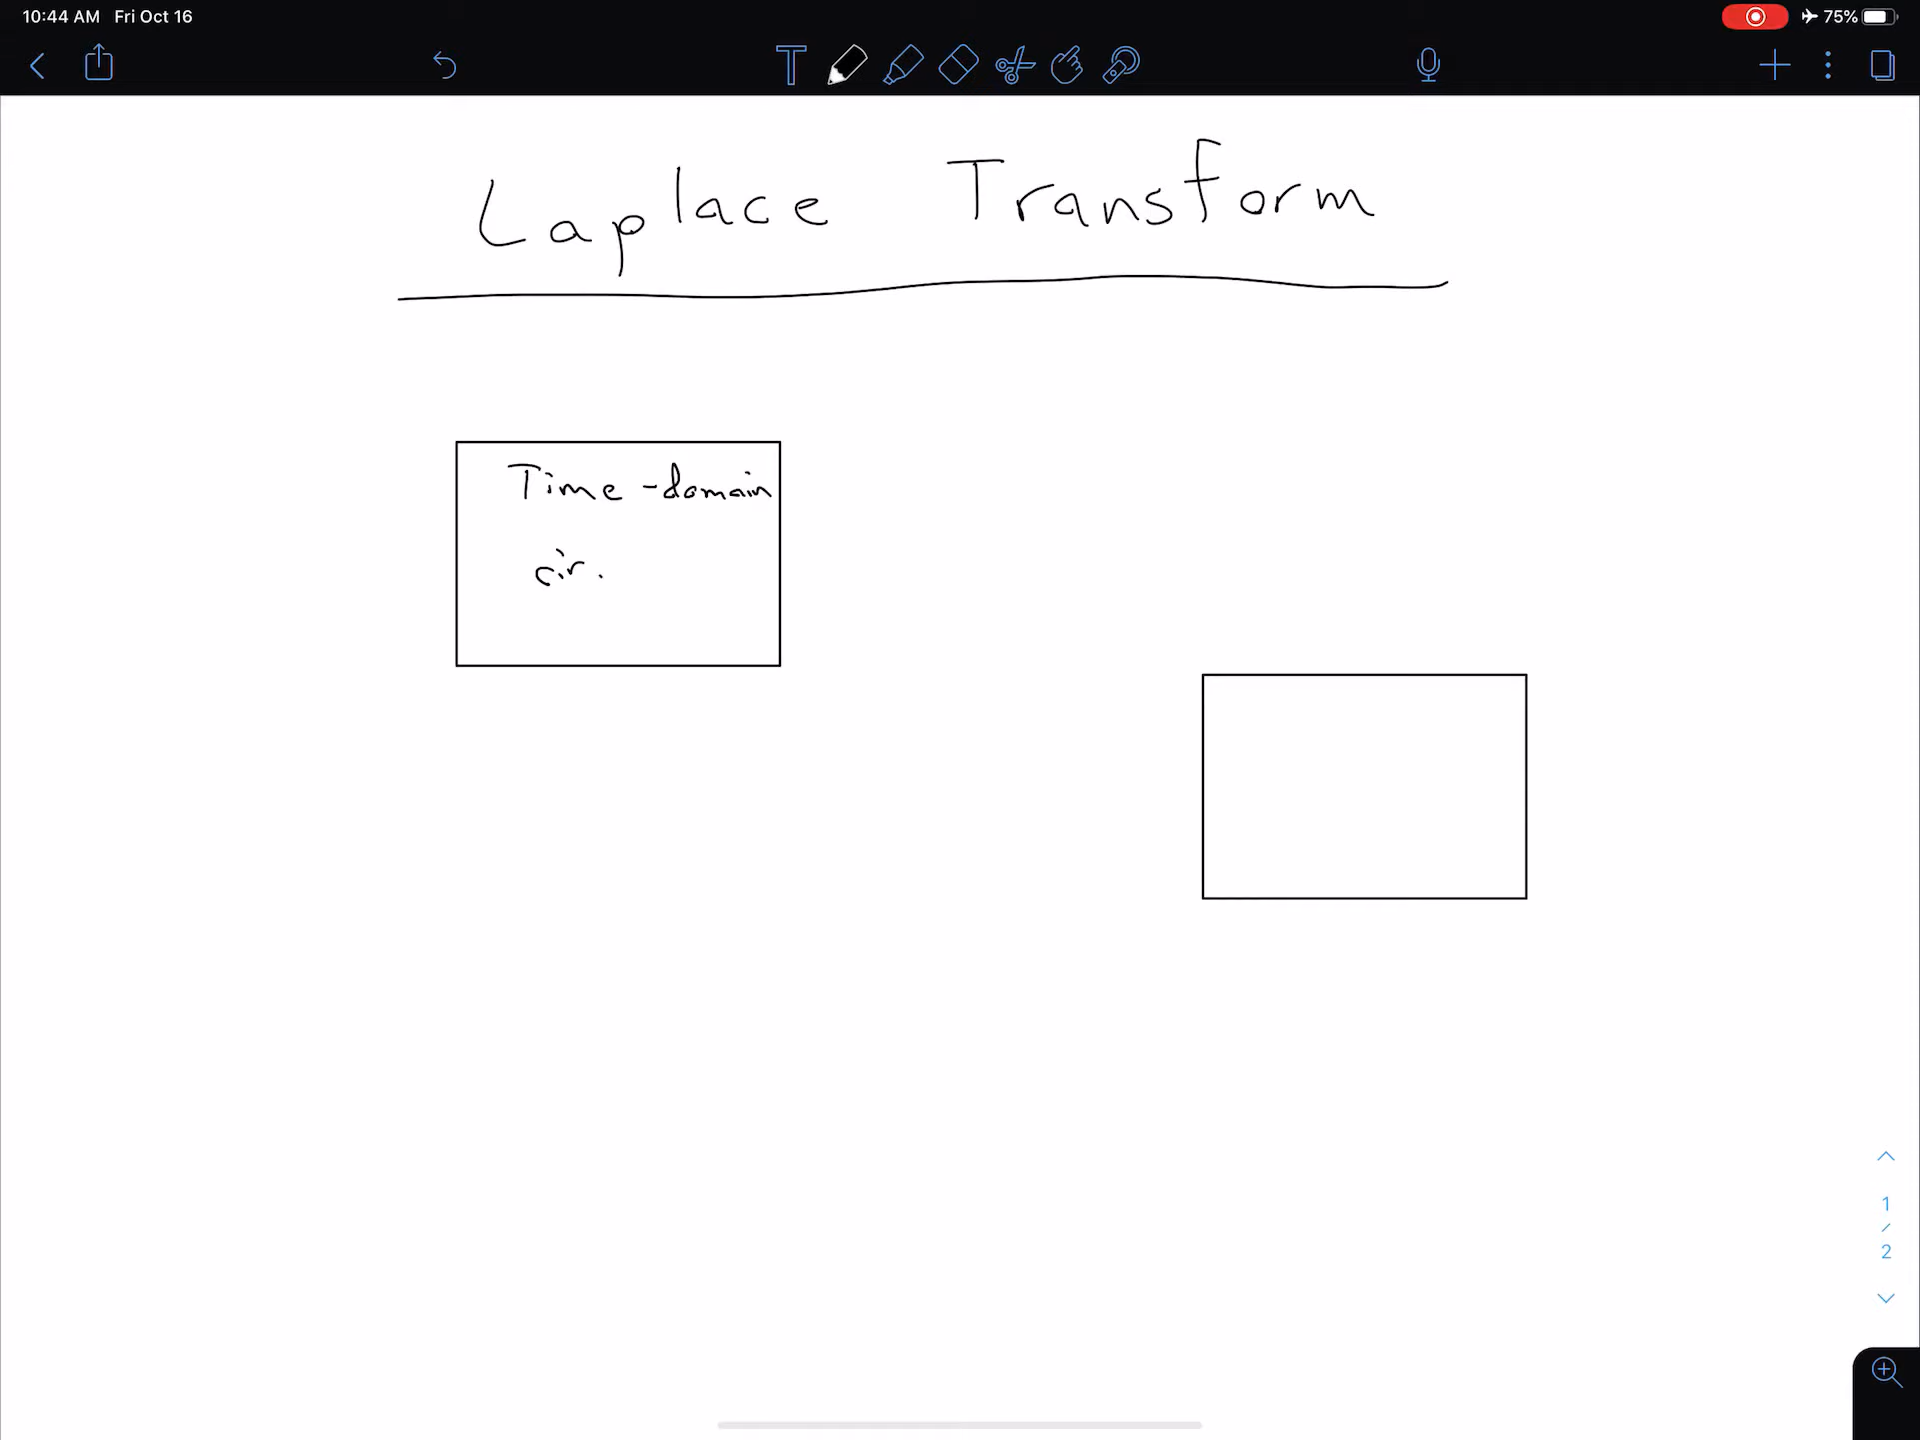 10:44 AM Fri Oct 16
75%
Laplace Transform
Time-domain
cir.
1
/
2